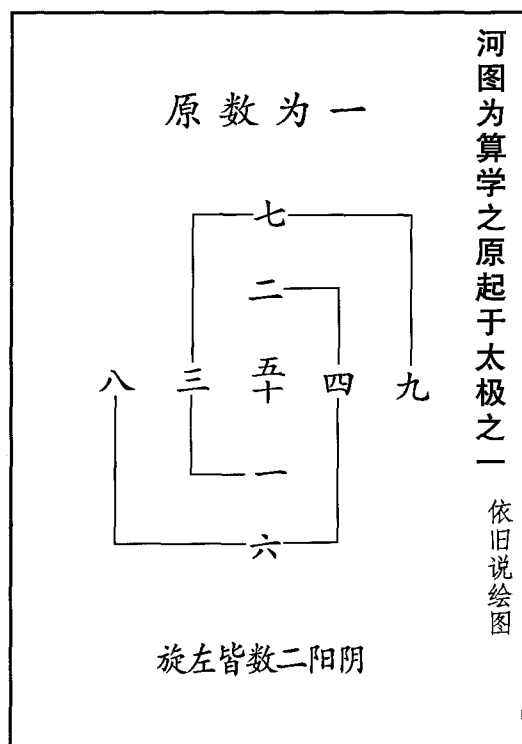 河图为算学之原起于太极之一
依旧说绘图
原数为一
七
二
八 三 五十 四 九
一
六
旋左皆数二阳阴